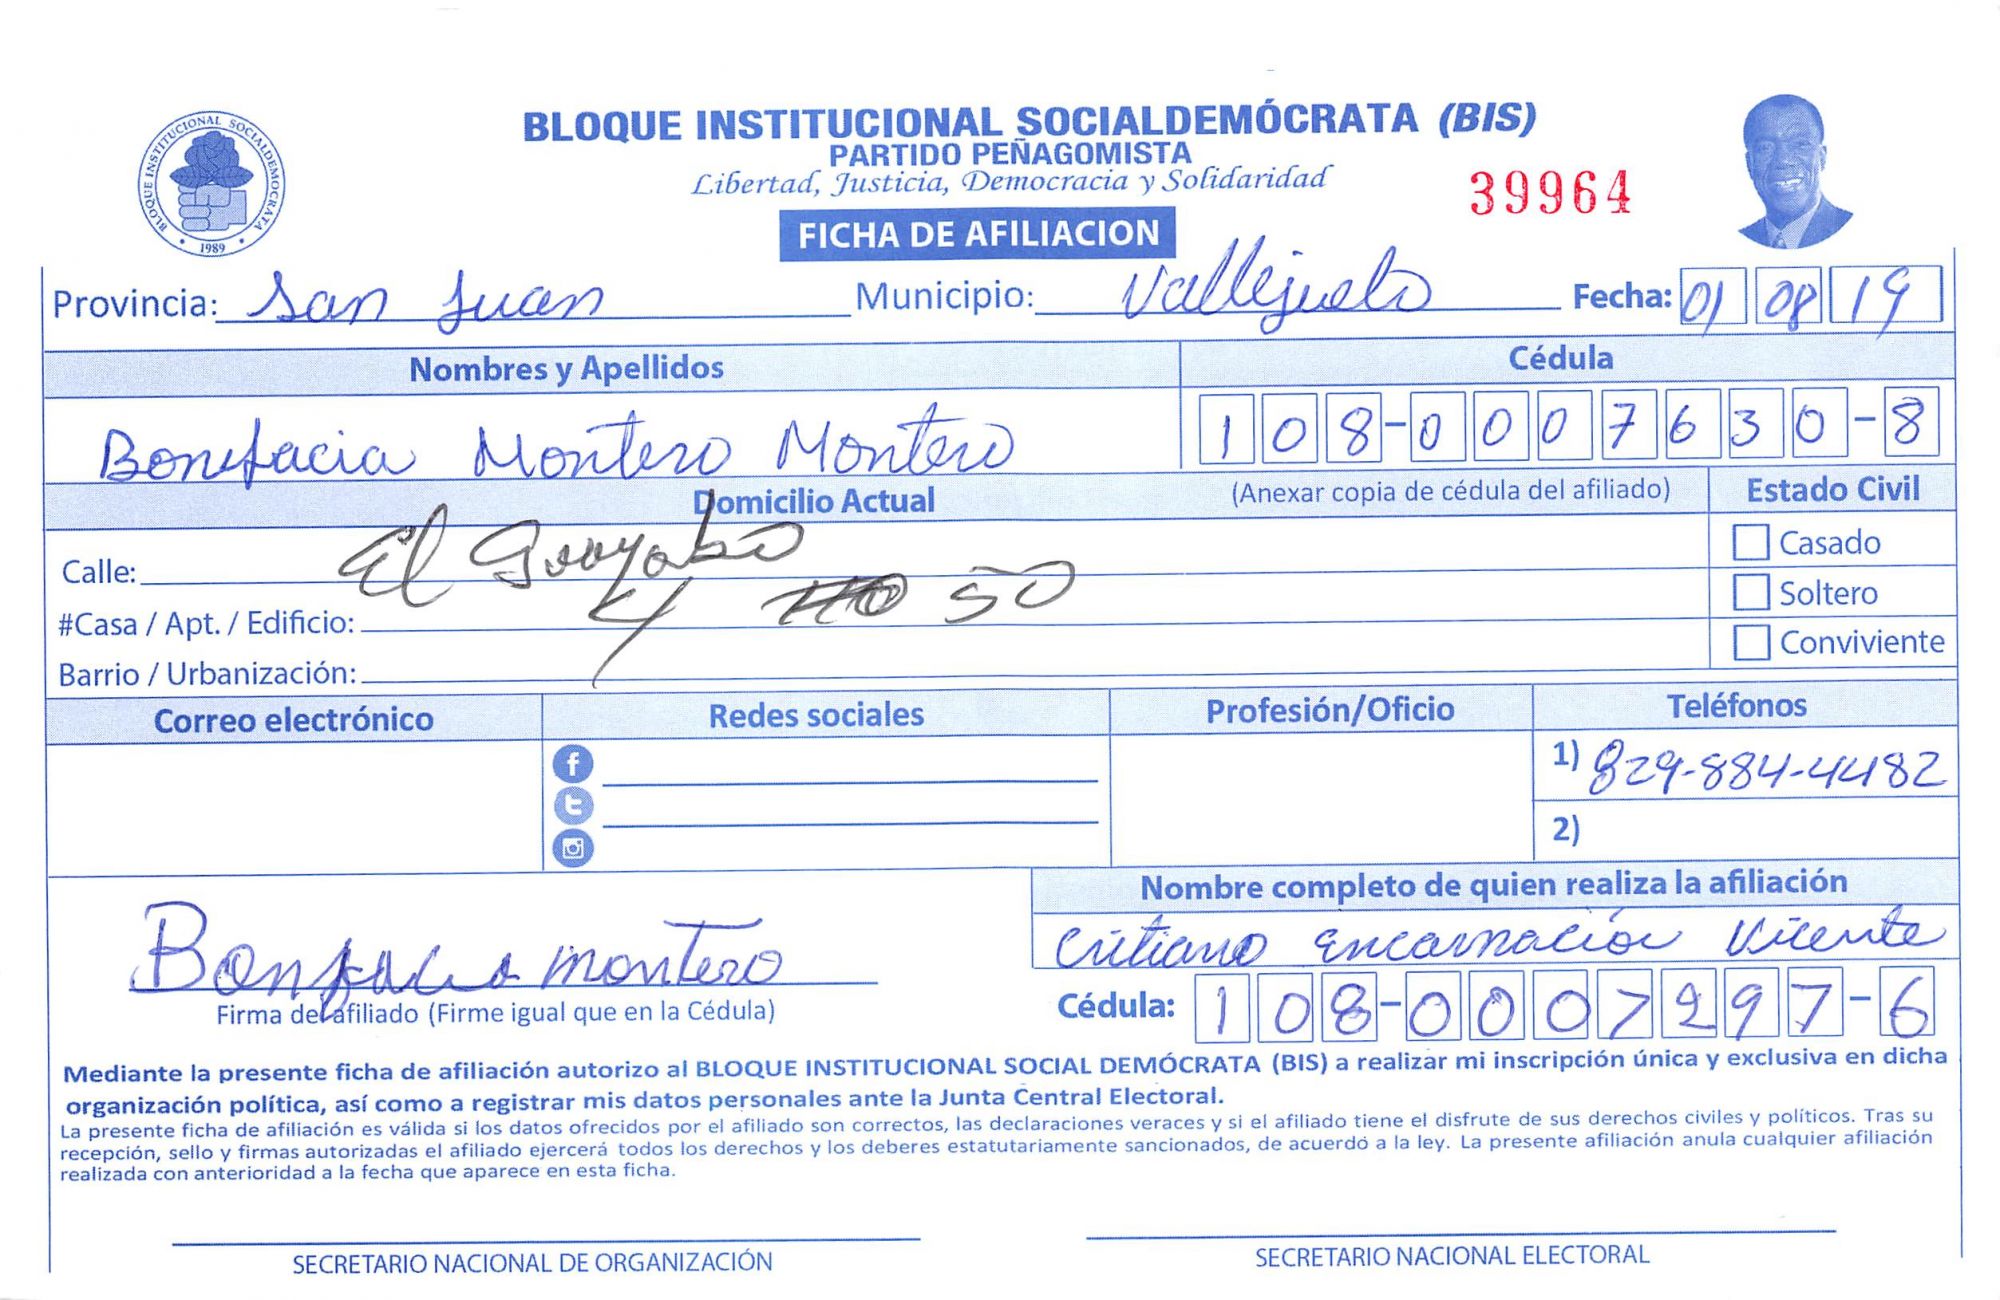 BLOQUE INSTITUCIONAL SOCIALDEMÓCRATA
1989
BLOQUE INSTITUCIONAL SOCIALDEMÓCRATA (BIS)
PARTIDO PEÑAGOMISTA
Libertad, Justicia, Democracia y Solidaridad
39964
FICHA DE AFILIACION
Provincia: San Juan Municipio: Vallejuelo Fecha: 01 08 19
Nombres y Apellidos Cédula
Bonifacia Montero Montero 108-0007630-8
Domicilio Actual (Anexar copia de cédula del afiliado) Estado Civil
Calle: El Guayabo Casado
#Casa / Apt. / Edificio: 50 Soltero
Barrio / Urbanización: Conviviente
Correo electrónico Redes sociales Profesión/Oficio Teléfonos
1) 829-884-4482
2)
Nombre completo de quien realiza la afiliación
Critiano Encarnación Vicente
Bonifacia montero
Firma del afiliado (Firme igual que en la Cédula) Cédula: 108-0007297-6
Mediante la presente ficha de afiliación autorizo al BLOQUE INSTITUCIONAL SOCIAL DEMÓCRATA (BIS) a realizar mi inscripción única y exclusiva en dicha
organización política, así como a registrar mis datos personales ante la Junta Central Electoral.
La presente ficha de afiliación es válida si los datos ofrecidos por el afiliado son correctos, las declaraciones veraces y si el afiliado tiene el disfrute de sus derechos civiles y políticos. Tras su
recepción, sello y firmas autorizadas el afiliado ejercerá todos los derechos y los deberes estatutariamente sancionados, de acuerdo a la ley. La presente afiliación anula cualquier afiliación
realizada con anterioridad a la fecha que aparece en esta ficha.
SECRETARIO NACIONAL DE ORGANIZACIÓN SECRETARIO NACIONAL ELECTORAL